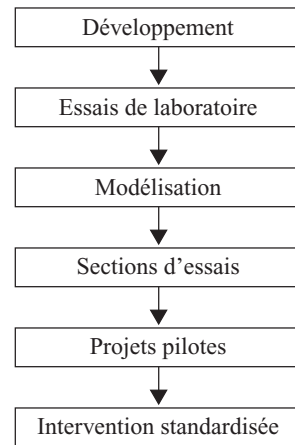 Développement
Essais de laboratoire
Modélisation
Sections d'essais
Projets pilotes
Intervention standardisée